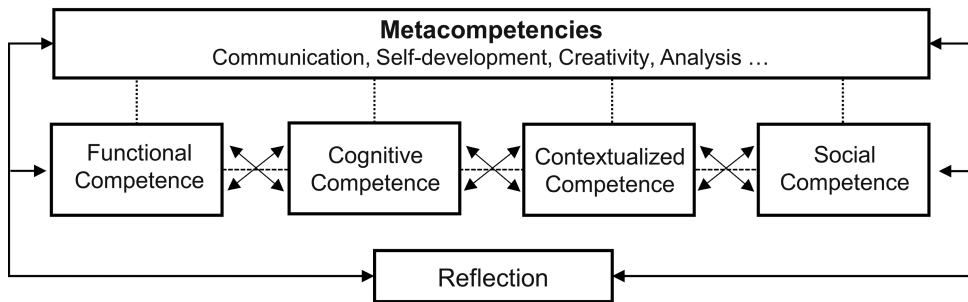 Metacompetencies
Communication, Self-development, Creativity, Analysis ...
Functional
Competence
Cognitive
Competence
Contextualized
Competence
Social
Competence
Reflection